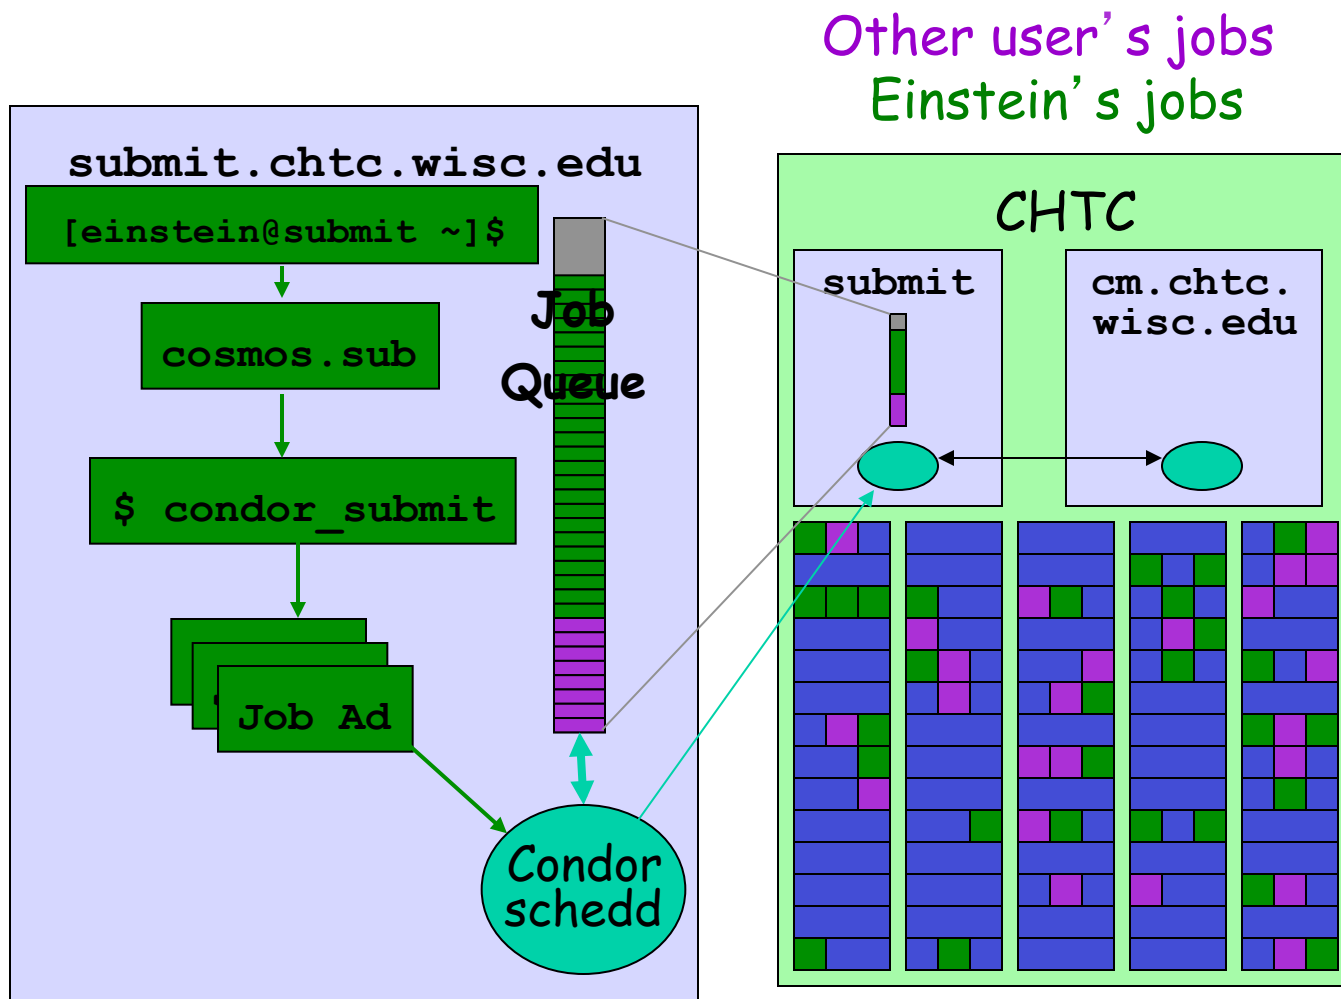 Other user’s jobs
Einstein’s jobs
submit.chtc.wisc.edu
[einstein@submit ~]$
cosmos.sub
$ condor_submit
Job Ad
Job
Queue
Condor
schedd
CHTC
submit
cm.chtc.
wisc.edu